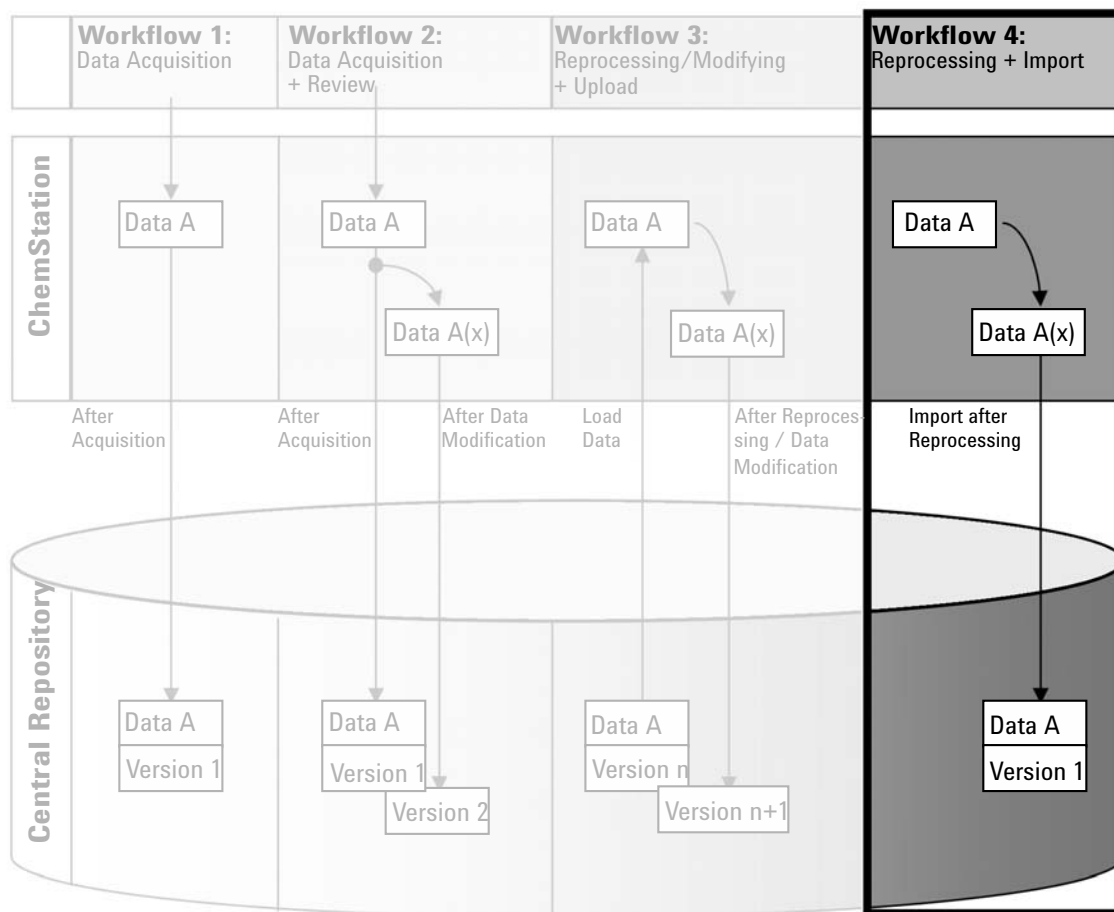 Workflow 1:
Data Acquisition
Workflow 2:
Data Acquisition
+ Review
Workflow 3:
Reprocessing/Modifying
+ Upload
Workflow 4:
Reprocessing + Import
ChemStation
Data A
Data A
Data A(x)
Data A
Data A(x)
Data A
Data A(x)
After
Acquisition
After
Acquisition
After Data
Modification
Load
Data
After Reproces-
sing / Data
Modification
Import after
Reprocessing
Central Repository
Data A
Version 1
Data A
Version 1
Version 2
Data A
Version n
Version n+1
Data A
Version 1